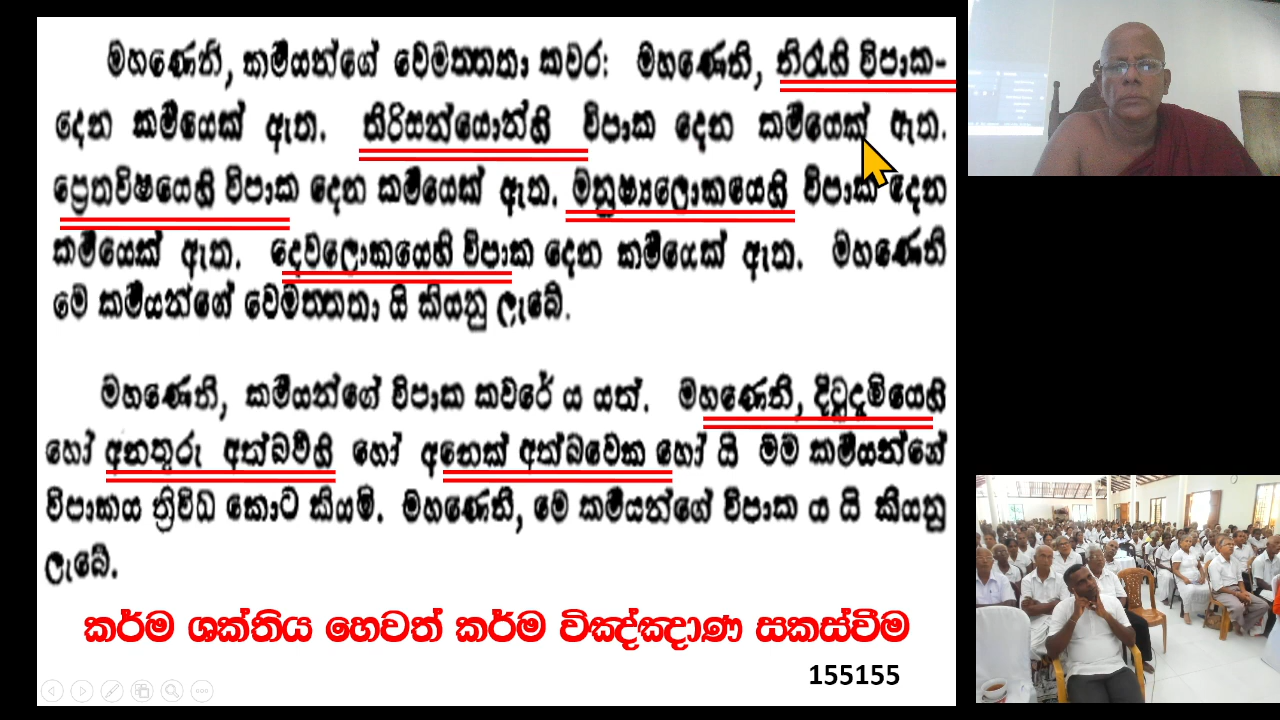 මහණෙනි, කර්මයන්ගේ වෙමත්තතා කවර: මහණෙනි, නිරැහි විපාක-
දෙන කර්මයෙක් ඇත. තිරිසන්යොන්හි විපාක දෙන කර්මයෙක් ඇත.
ප්‍රෙතවිෂයෙහි විපාක දෙන කර්මයෙක් ඇත. මනුෂ්‍යලොකයෙහි විපාක දෙන
කර්මයෙක් ඇත. දෙවලොකයෙහි විපාක දෙන කර්මයෙක් ඇත. මහණෙනි
මෙ කර්මයන්ගේ වෙමත්තතා යි කියනු ලැබේ.
මහණෙනි, කර්මයන්ගේ විපාක කවරේ ය යත්. මහණෙනි, දිට්ඨදම්යෙහි
හෝ අනතුරු අත්බව්හි හෝ අනෙක් අත්බවෙක හෝ යි මම කර්මයන්ගේ
විපාකය ත්‍රිවිධ කොට කියමි. මහණෙනි, මෙ කර්මයන්ගේ විපාක ය යි කියනු
ලැබේ.
කර්ම ශක්තිය හෙවත් කර්ම විඤ්ඤාණ සකස්වීම
155155